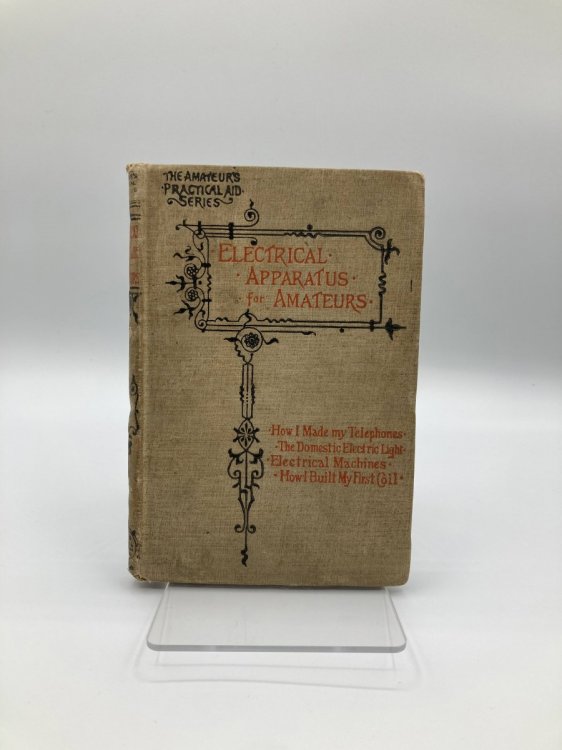 THE AMATEUR'S
PRACTICAL AID
SERIES
ELECTRICAL
· APPARATUS ·
· for AMATEURS ·
· How I Made my Telephones ·
· The Domestic Electric Light ·
· Electrical Machines ·
· How I Built My First Coil ·